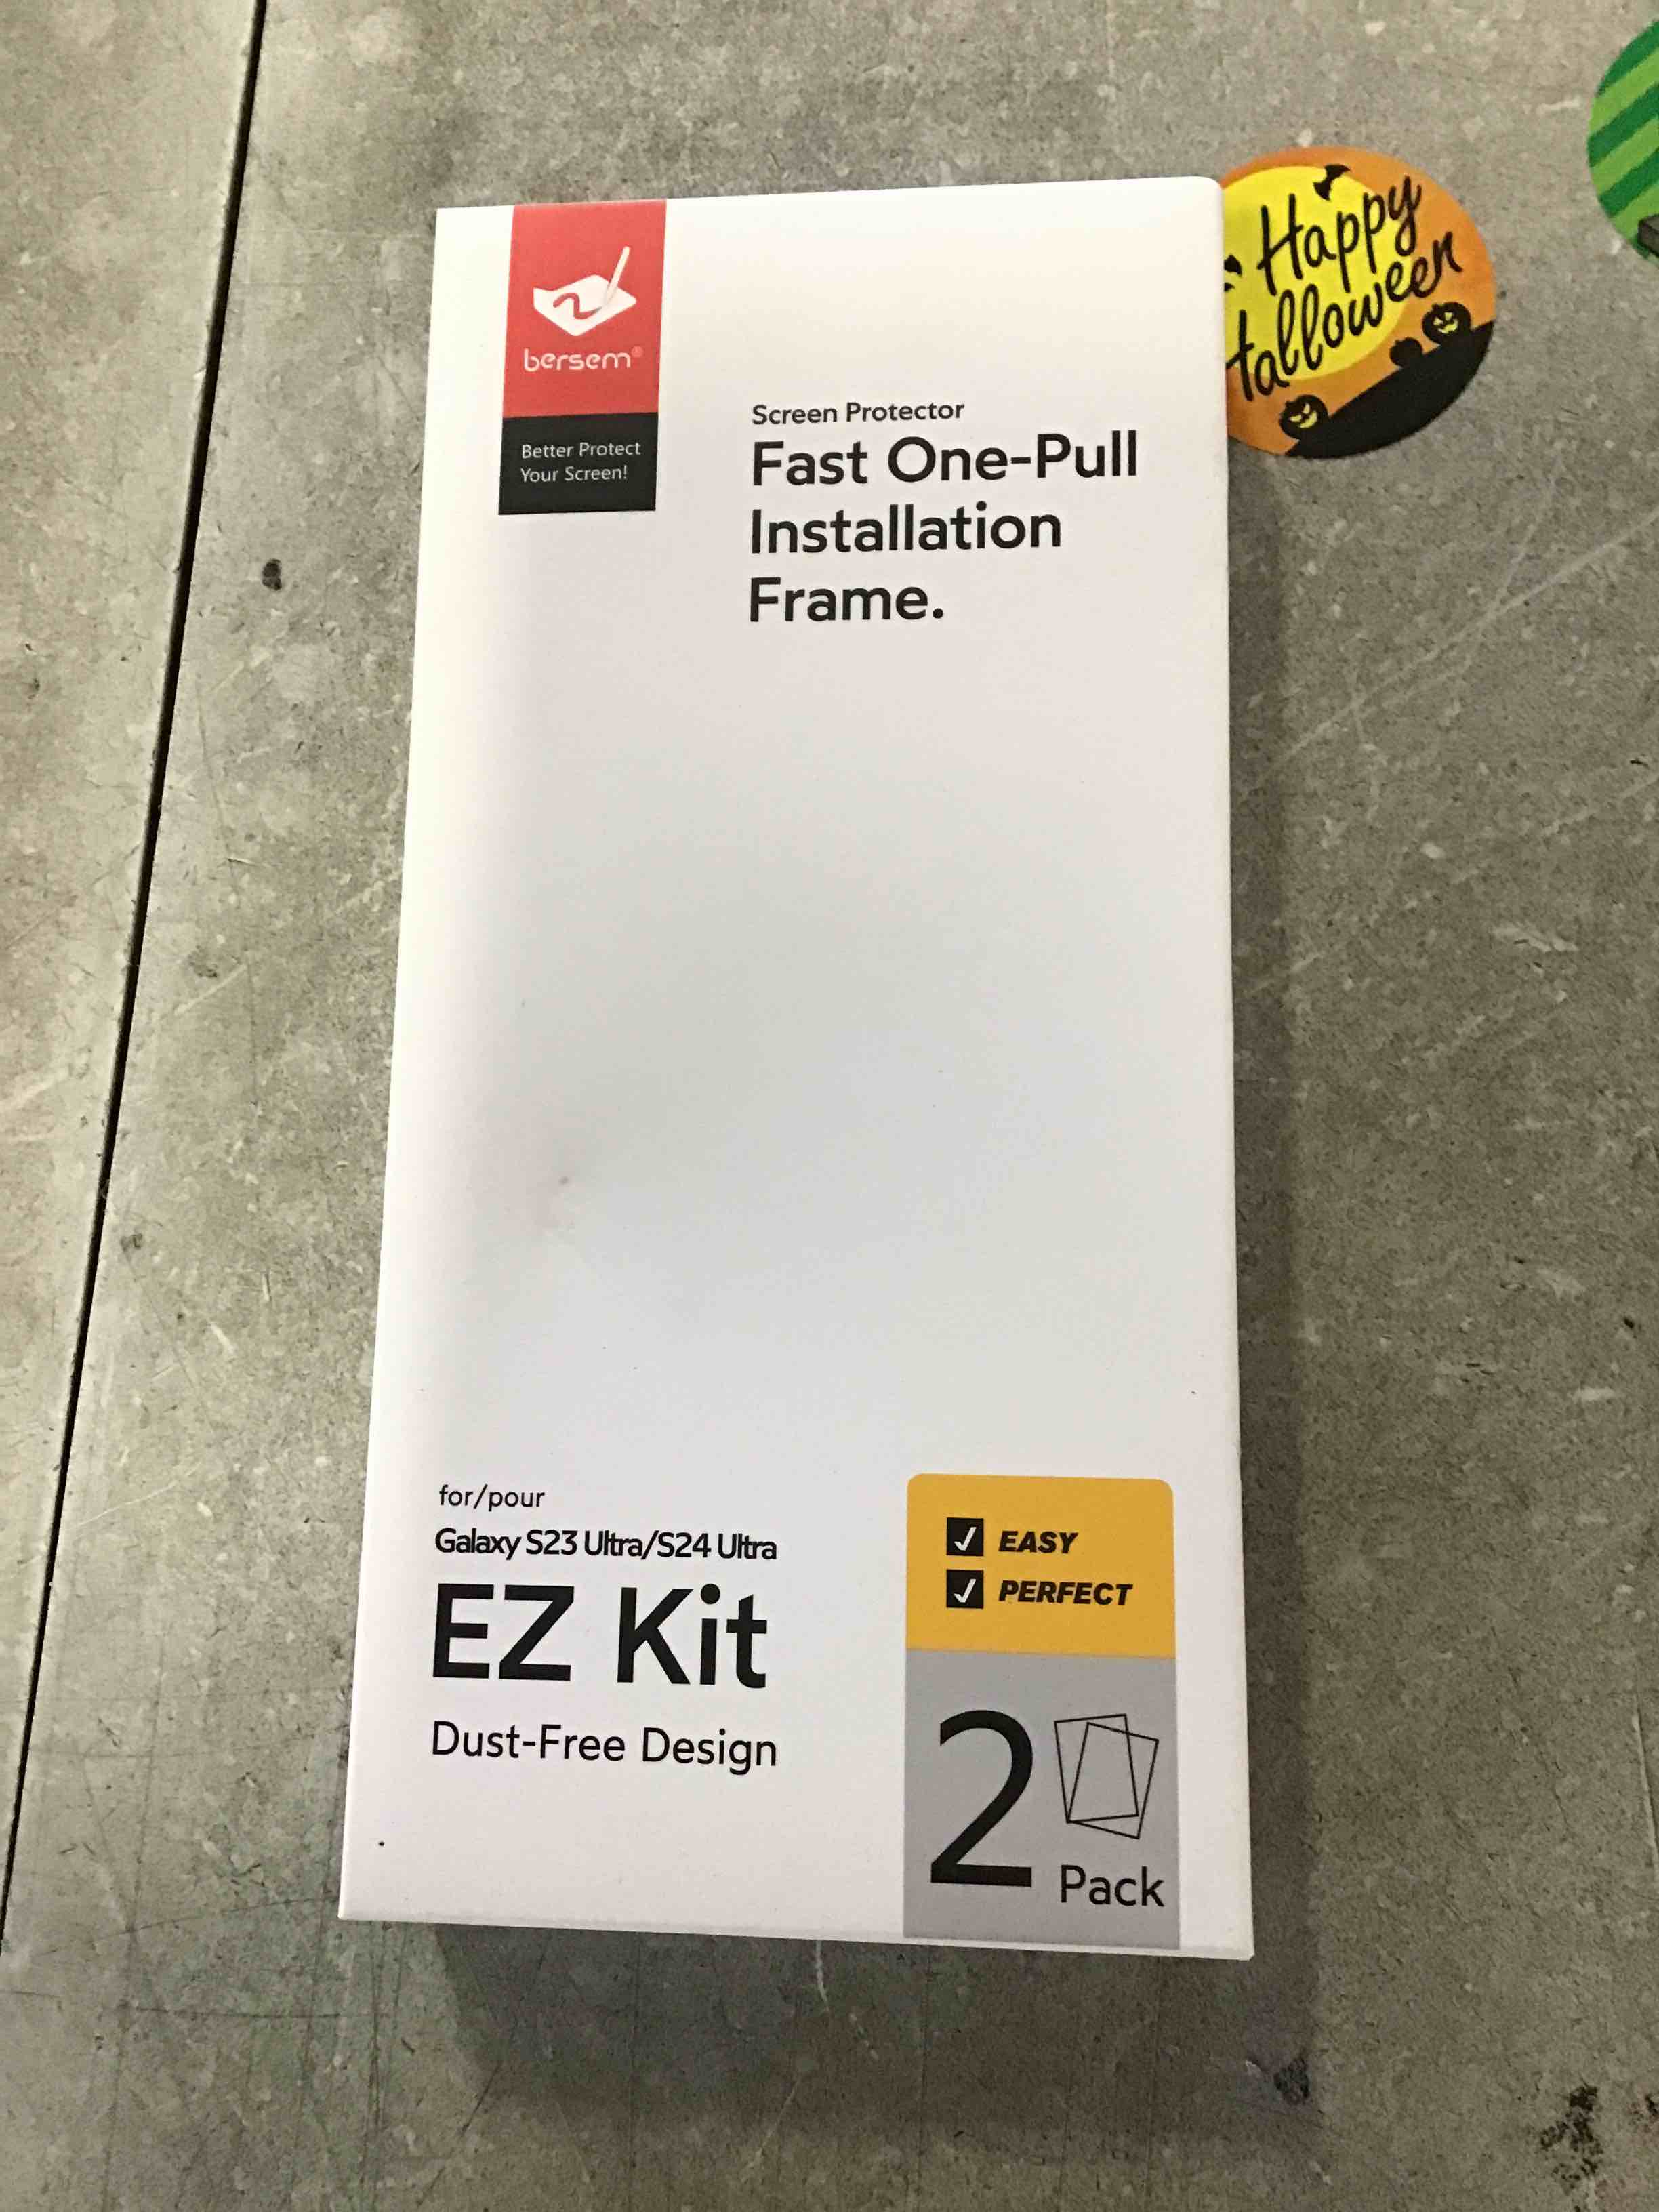 bersem®
Better Protect
Your Screen!
Screen Protector
Fast One-Pull
Installation
Frame.
for/pour
Galaxy S23 Ultra/S24 Ultra
EZ Kit
Dust-Free Design
EASY
PERFECT
2
Pack
Happy
Halloween